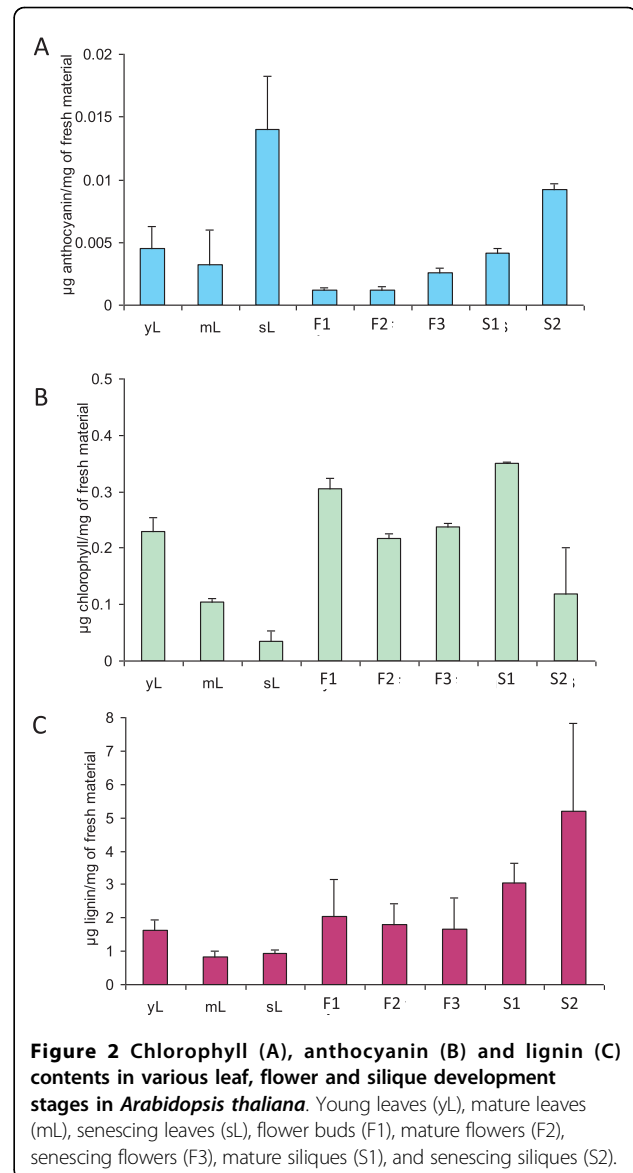 A
µg anthocyanin/mg of fresh material
0.02
0.015
0.01
0.005
0
yL mL sL F1 F2 F3 S1 S2
B
µg chlorophyll/mg of fresh material
0.5
0.4
0.3
0.2
0.1
0
yL mL sL F1 F2 F3 S1 S2
C
µg lignin/mg of fresh material
8
7
6
5
4
3
2
1
0
yL mL sL F1 F2 F3 S1 S2
Figure 2 Chlorophyll (A), anthocyanin (B) and lignin (C)
contents in various leaf, flower and silique development
stages in Arabidopsis thaliana. Young leaves (yL), mature leaves
(mL), senescing leaves (sL), flower buds (F1), mature flowers (F2),
senescing flowers (F3), mature siliques (S1), and senescing siliques (S2).